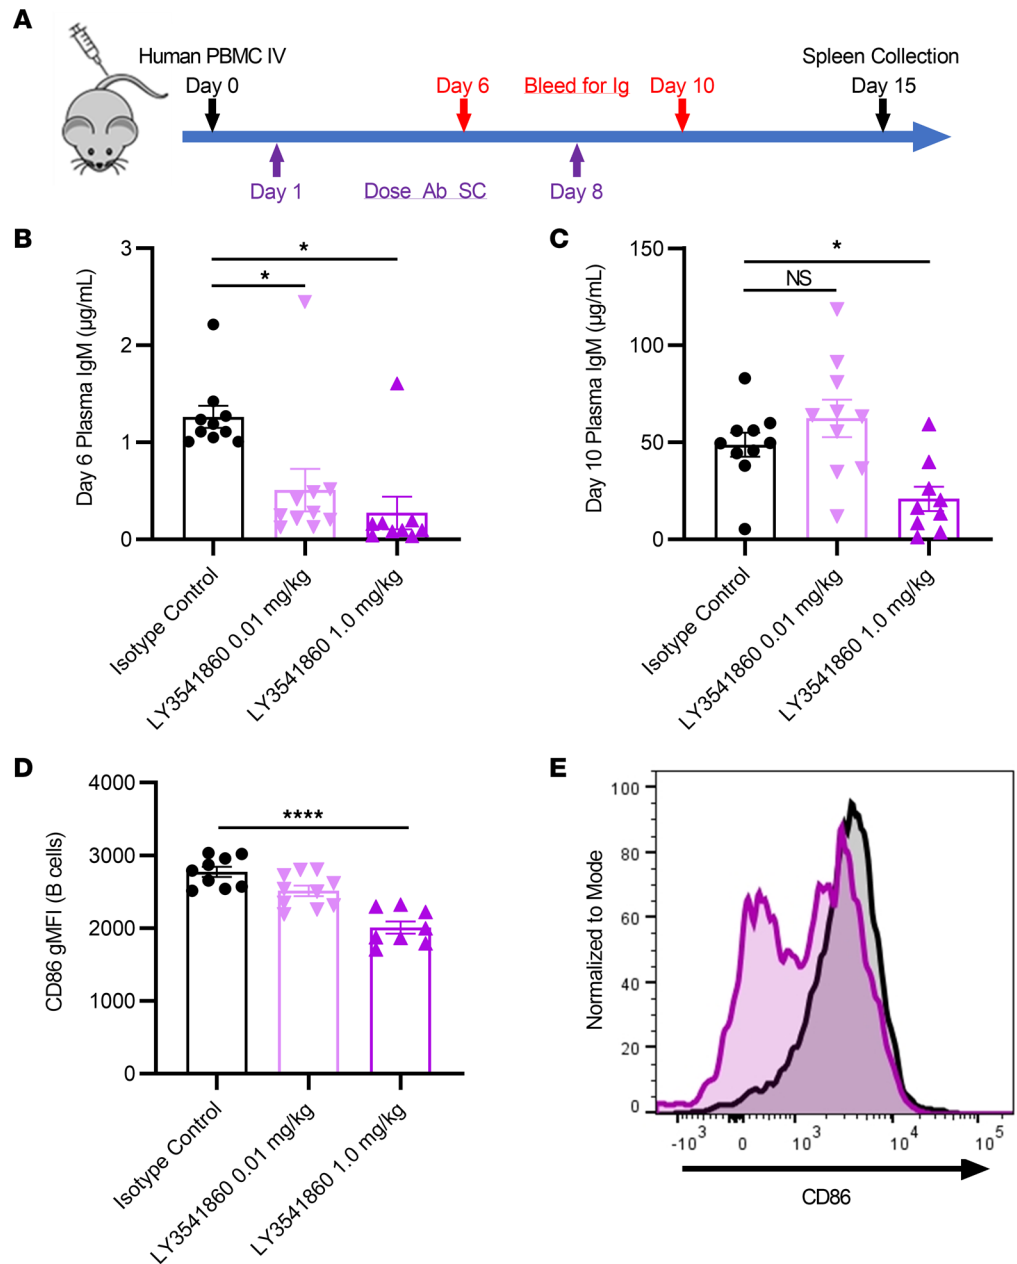 A
Human PBMC IV
Spleen Collection
Day 0
Day 6
Bleed for Ig
Day 10
Day 15
Day 1
Dose Ab SC
Day 8
B
Day 6 Plasma IgM (µg/mL)
3
2
1
0
*
*
Isotype Control
LY3541860 0.01 mg/kg
LY3541860 1.0 mg/kg
C
Day 10 Plasma IgM (µg/mL)
150
100
50
0
*
NS
Isotype Control
LY3541860 0.01 mg/kg
LY3541860 1.0 mg/kg
D
CD86 gMFI (B cells)
4000
3000
2000
1000
0
****
Isotype Control
LY3541860 0.01 mg/kg
LY3541860 1.0 mg/kg
E
Normalized to Mode
100
80
60
40
20
0
-10³ 0 10³ 10⁴ 10⁵
CD86